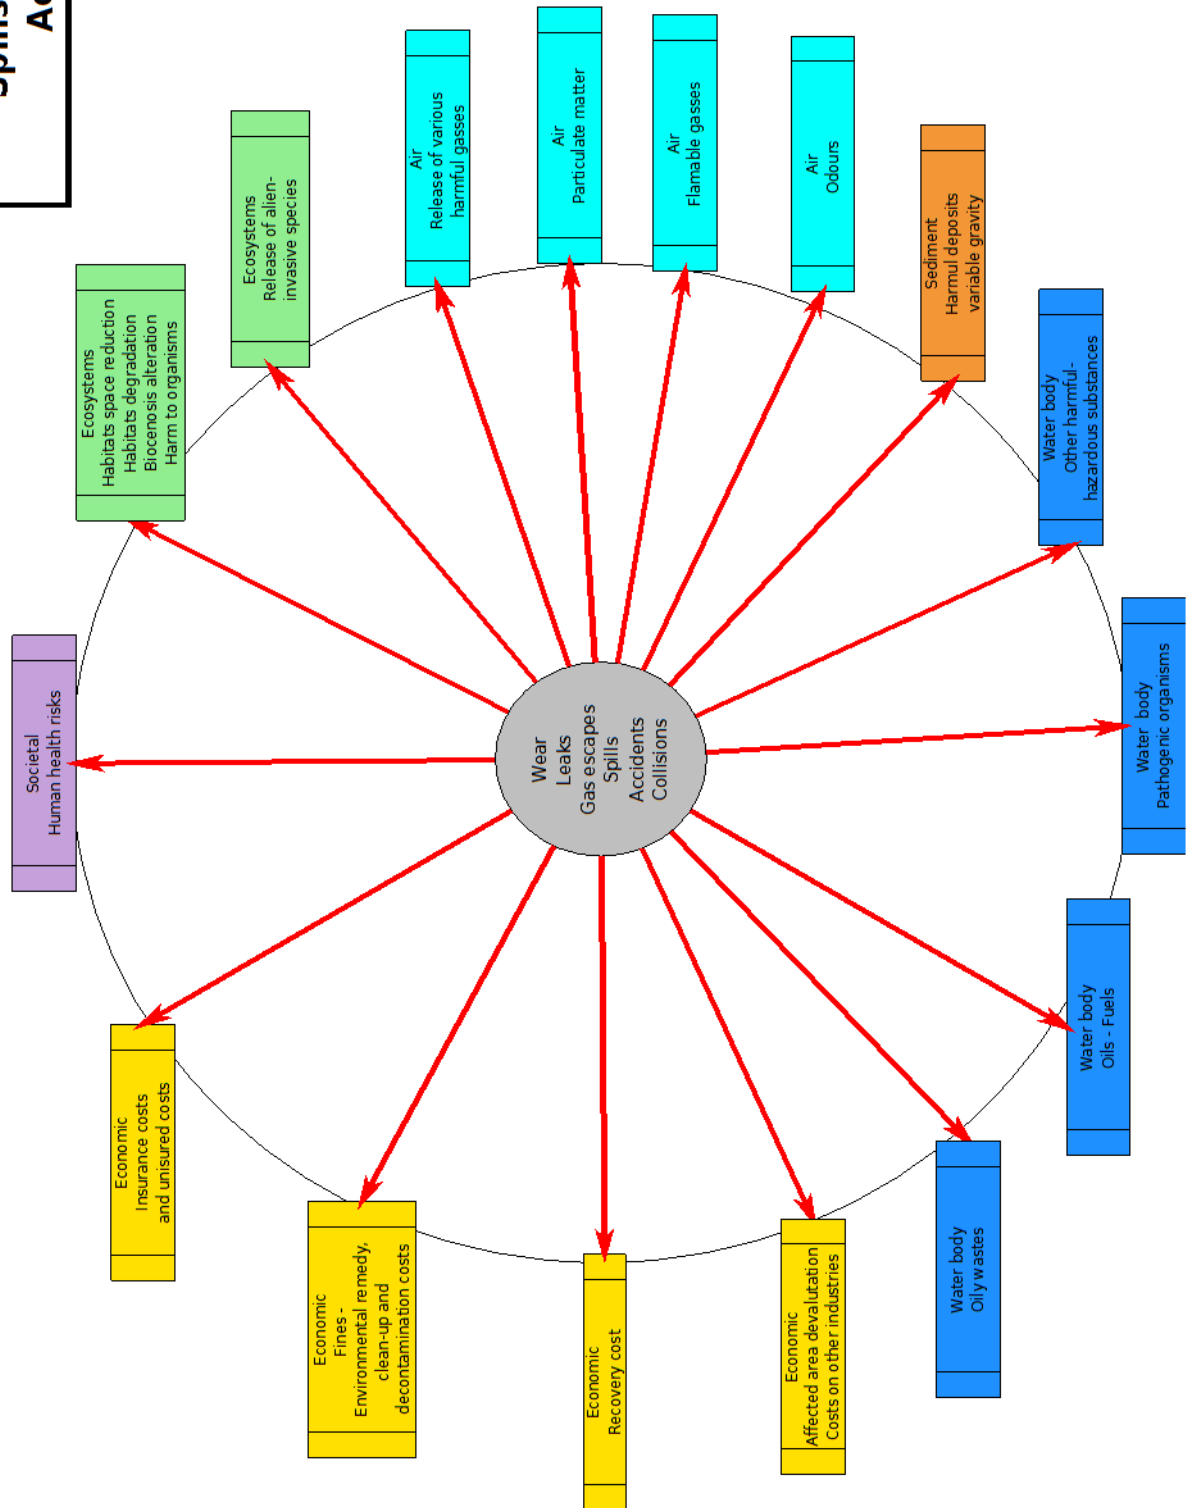 Wear
Leaks
Gas escapes
Spills
Accidents
Collisions
Societal
Human health risks
Ecosystems
Habitats space reduction
Habitats degradation
Biocenosis alteration
Harm to organisms
Ecosystems
Release of alien-
invasive species
Air
Release of various
harmful gasses
Air
Particulate matter
Air
Flamable gasses
Air
Odours
Sediment
Harmul deposits
variable gravity
Water body
Other harmful-
hazardous substances
Water body
Pathogenic organisms
Water body
Oils - Fuels
Water body
Oily wastes
Economic
Affected area devalutation
Costs on other industries
Economic
Recovery cost
Economic
Fines -
Environmental remedy,
clean-up and
decontamination costs
Economic
Insurance costs
and unisured costs